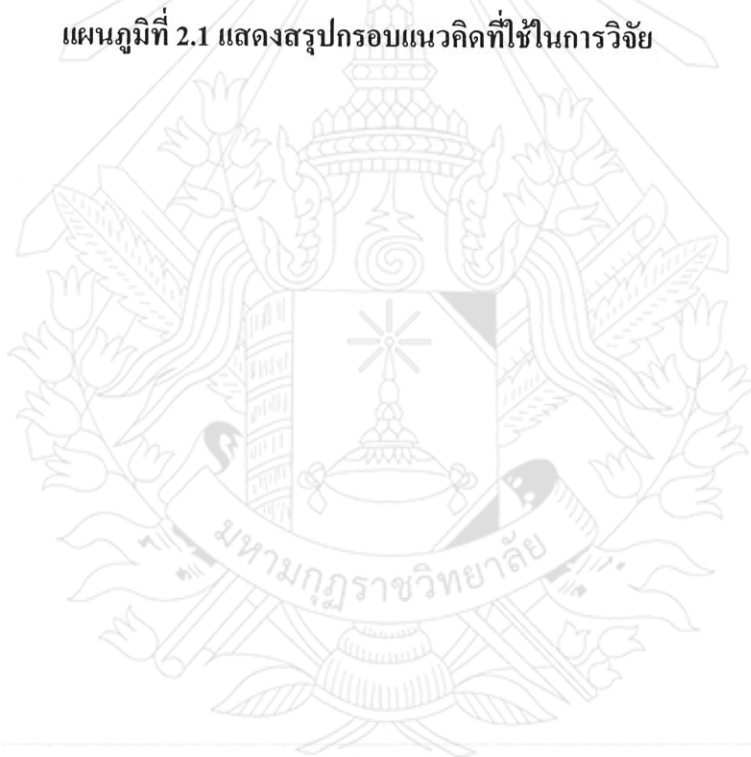 แผนภูมิที่ 2.1 แสดงสรุปกรอบแนวคิดที่ใช้ในการวิจัย
มหามกุฏราชวิทยาลัย